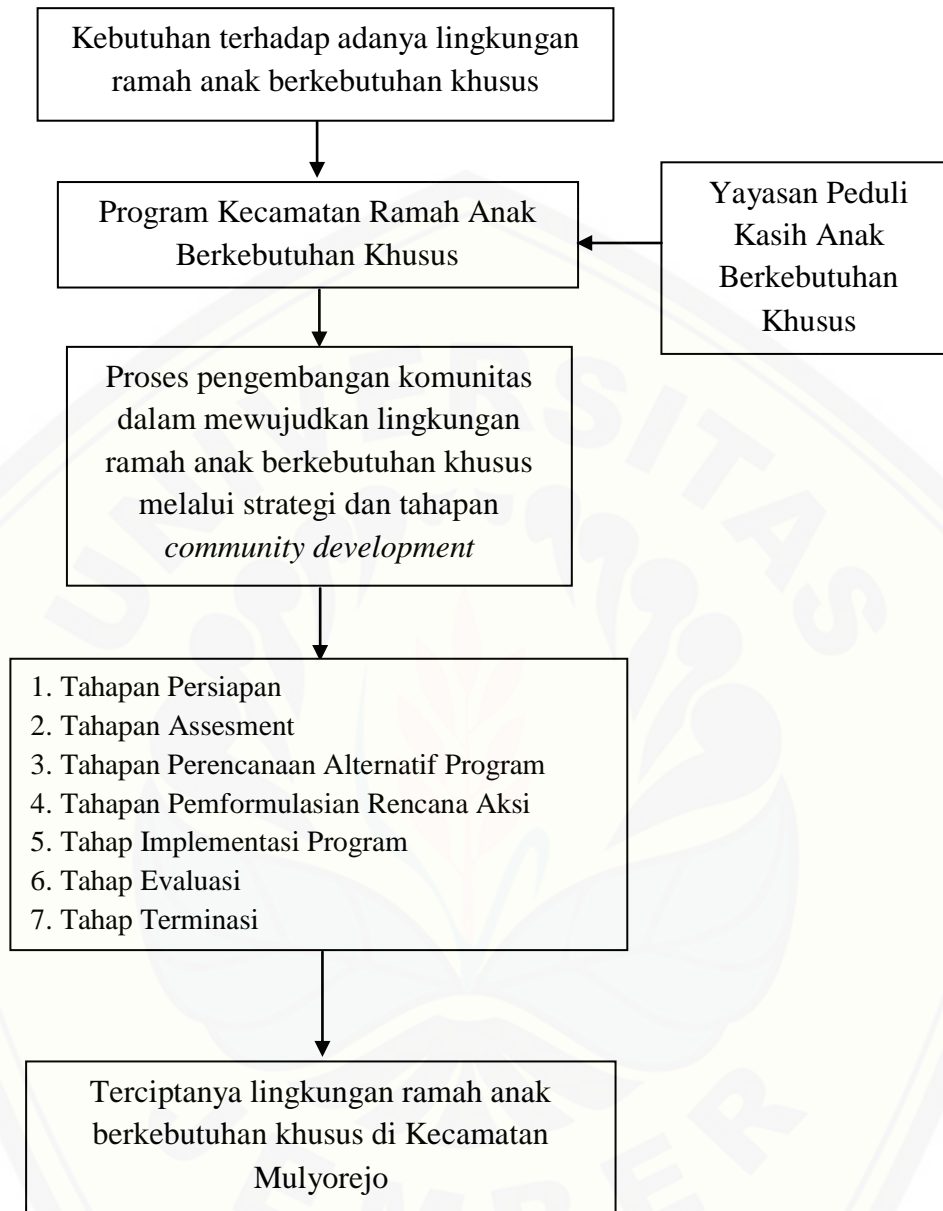 Kebutuhan terhadap adanya lingkungan
ramah anak berkebutuhan khusus
Program Kecamatan Ramah Anak
Berkebutuhan Khusus
Yayasan Peduli
Kasih Anak
Berkebutuhan
Khusus
Proses pengembangan komunitas
dalam mewujudkan lingkungan
ramah anak berkebutuhan khusus
melalui strategi dan tahapan
community development
1. Tahapan Persiapan
2. Tahapan Assesment
3. Tahapan Perencanaan Alternatif Program
4. Tahapan Pemformulasian Rencana Aksi
5. Tahap Implementasi Program
6. Tahap Evaluasi
7. Tahap Terminasi
Terciptanya lingkungan ramah anak
berkebutuhan khusus di Kecamatan
Mulyorejo
UNIVERSITAS
JEMBER